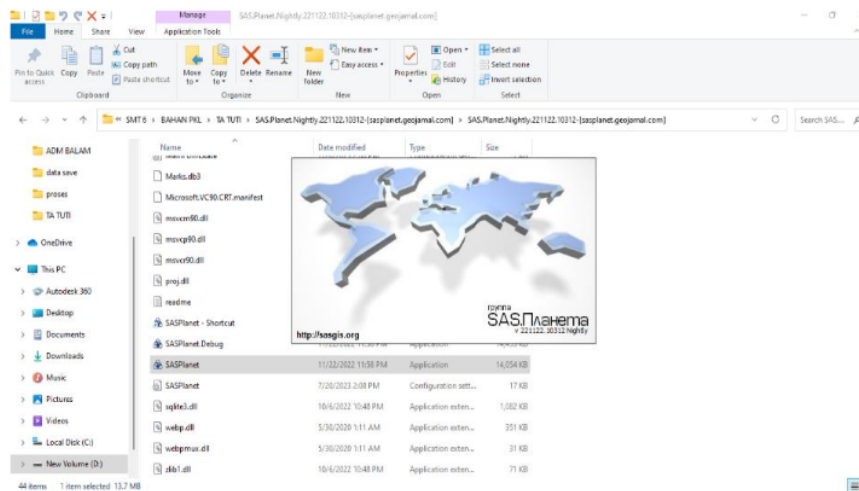 Manage
SAS.Planet.Nightly.221122.10312-[sasplanet.geojamal.com]
File
Home
Share
View
Application Tools
Pin to Quick access
Copy
Paste
Cut
Copy path
Paste shortcut
Clipboard
Move to
Copy to
Delete
Rename
Organize
New folder
New item
Easy access
New
Properties
Open
Edit
History
Open
Select all
Select none
Invert selection
Select
SMT 6 › BAHAN PKL › TA TUTI › SAS.Planet.Nightly.221122.10312-[sasplanet.geojamal.com] › SAS.Planet.Nightly.221122.10312-[sasplanet.geojamal.com]
Search SAS...
ADM BALAM
data save
proses
TA TUTI
OneDrive
This PC
Autodesk 360
Desktop
Documents
Downloads
Music
Pictures
Videos
Local Disk (C:)
New Volume (D:)
Name
Date modified
Type
Size
Marks.db3
Microsoft.VC90.CRT.manifest
msvcm90.dll
msvcp90.dll
msvcr90.dll
proj.dll
readme
SASPlanet - Shortcut
SASPlanet.Debug
SASPlanet 11/22/2022 11:58 PM Application 14,054 KB
SASPlanet 7/20/2023 2:08 PM Configuration sett... 17 KB
sqlite3.dll 10/6/2022 10:48 PM Application exten... 1,082 KB
webp.dll 5/30/2020 1:11 AM Application exten... 351 KB
webpmux.dll 5/30/2020 1:11 AM Application exten... 31 KB
zlib1.dll 10/6/2022 10:48 PM Application exten... 71 KB
http://sasgis.org
группа
SAS.Планета
v 221122.10312 Nightly
44 items
1 item selected 13.7 MB